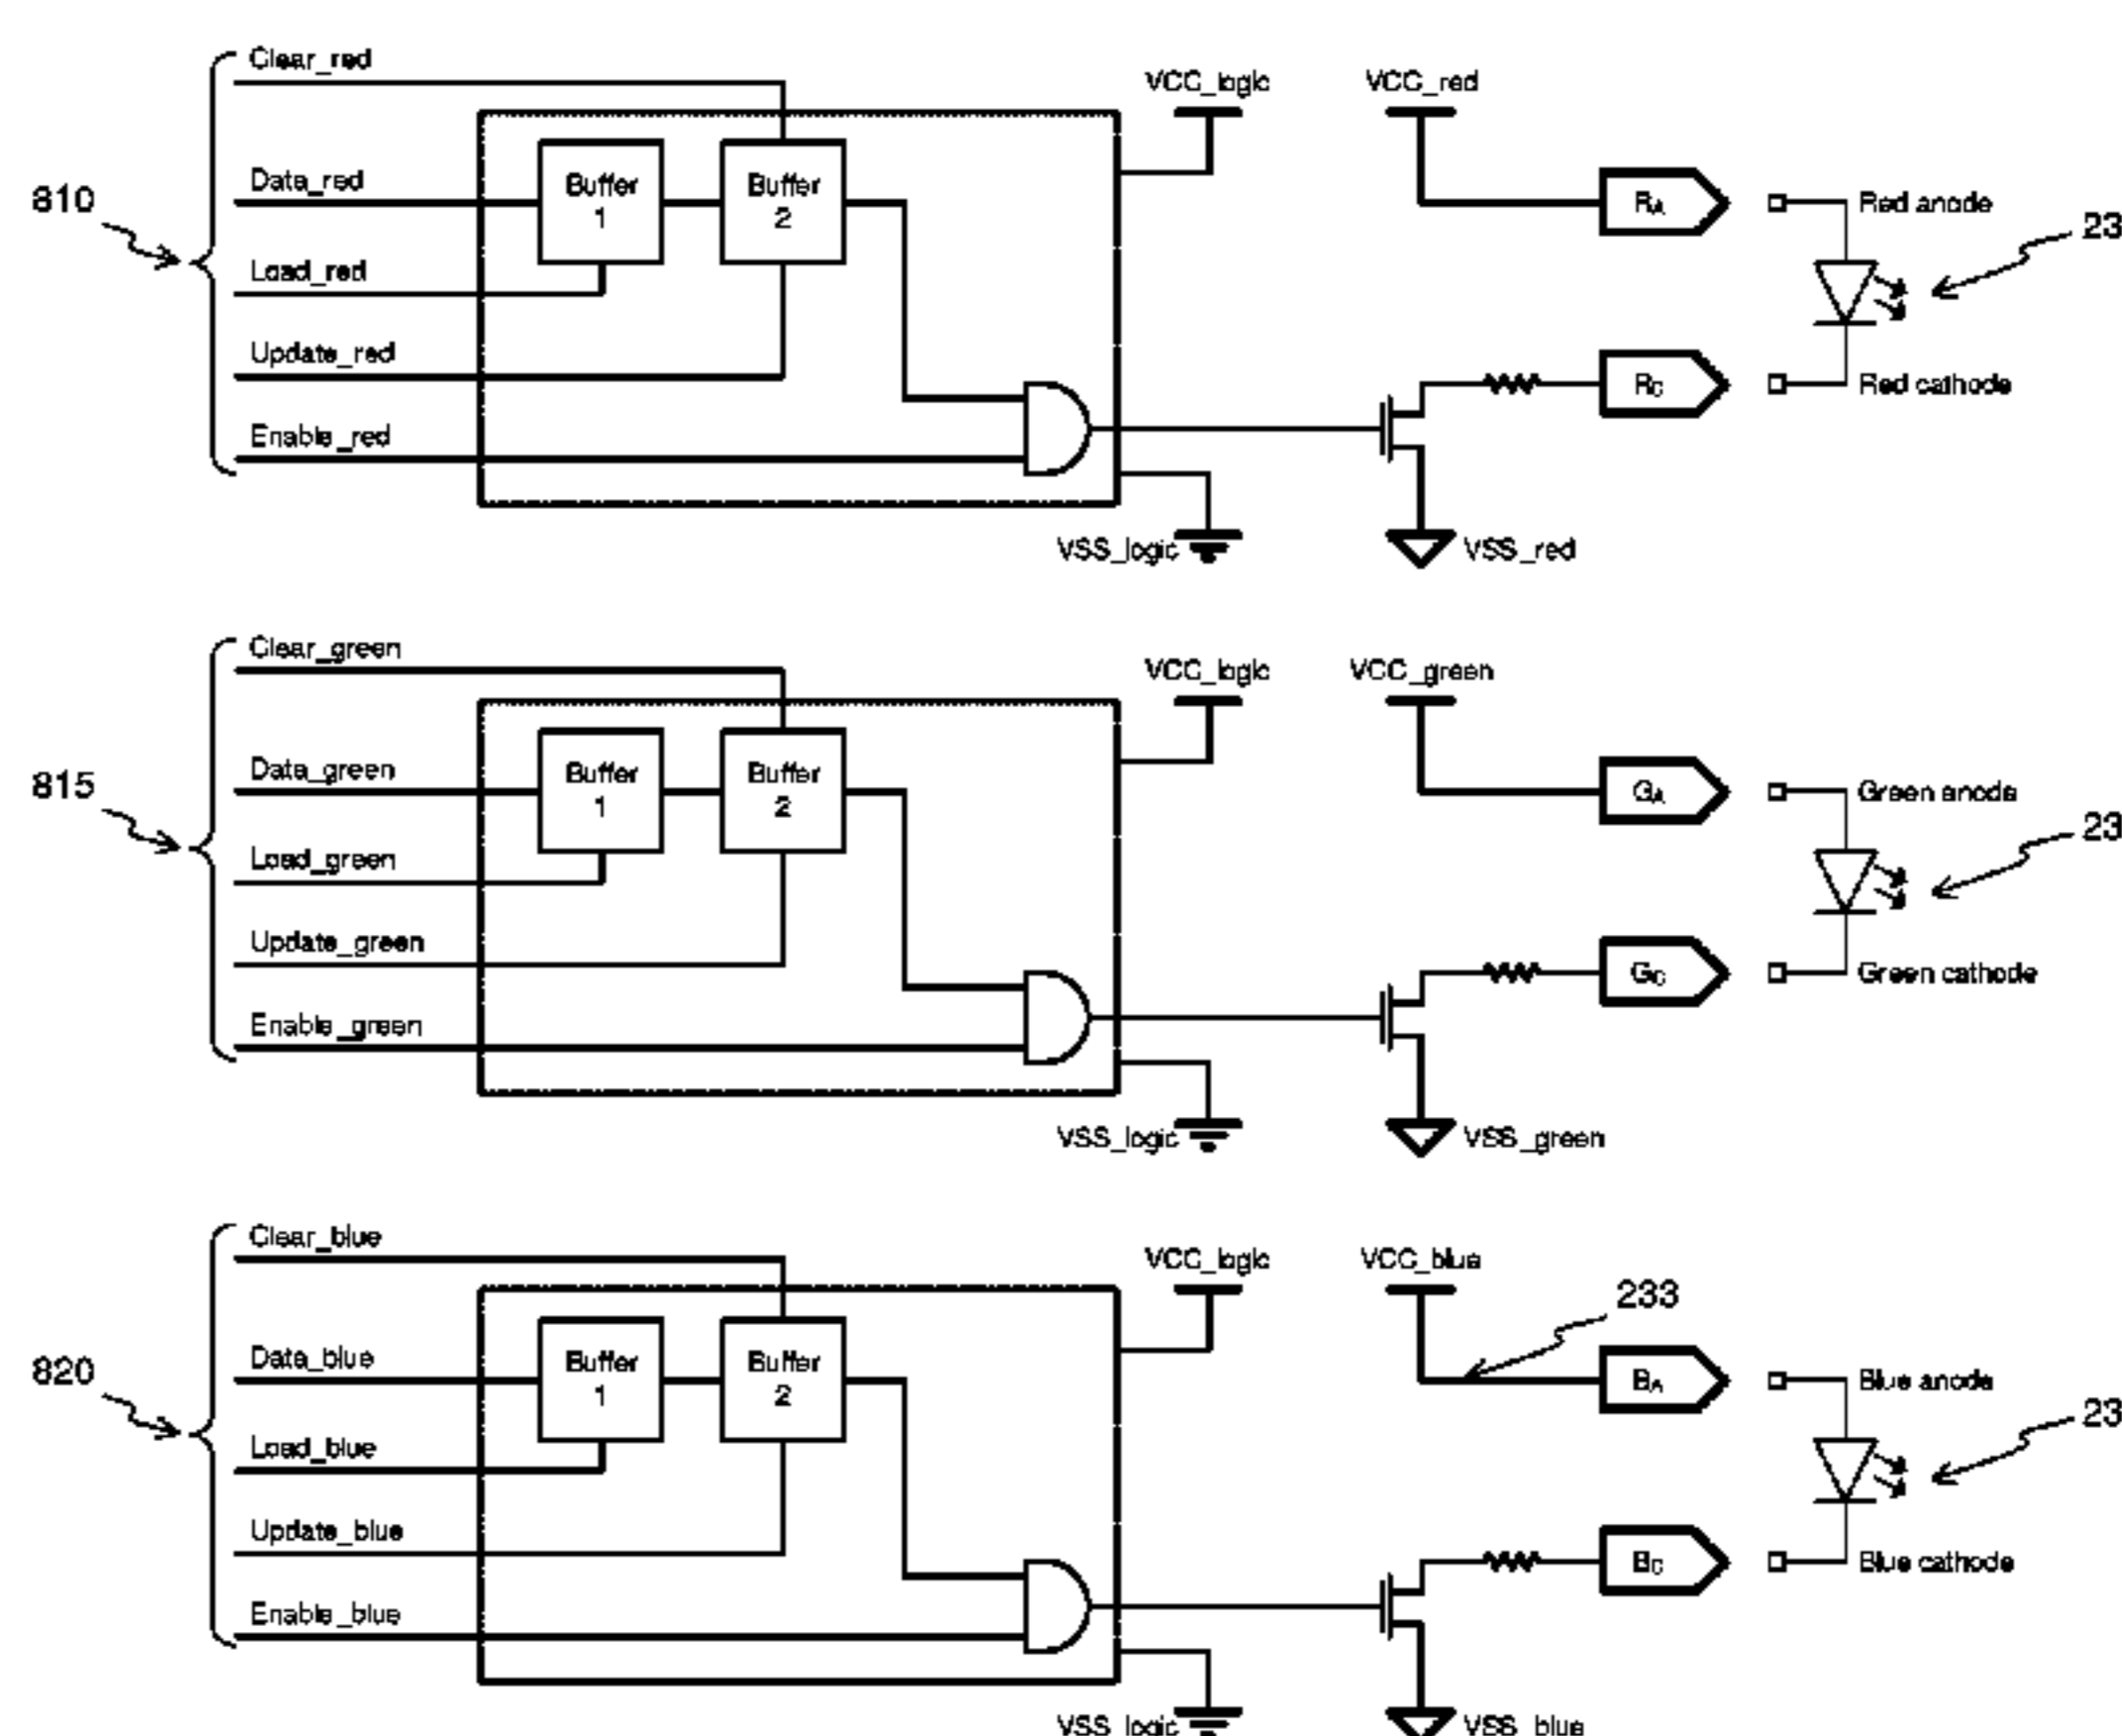 Clear_red
VCC_logic
VCC_red
810
Data_red
Buffer
1
Buffer
2
RA
Red anode
23
Load_red
Update_red
RC
Red cathode
Enable_red
VSS_logic
VSS_red
Clear_green
VCC_logic
VCC_green
815
Data_green
Buffer
1
Buffer
2
GA
Green anode
23
Load_green
Update_green
GC
Green cathode
Enable_green
VSS_logic
VSS_green
Clear_blue
VCC_logic
VCC_blue
233
820
Data_blue
Buffer
1
Buffer
2
BA
Blue anode
23
Load_blue
Update_blue
BC
Blue cathode
Enable_blue
VSS_logic
VSS_blue